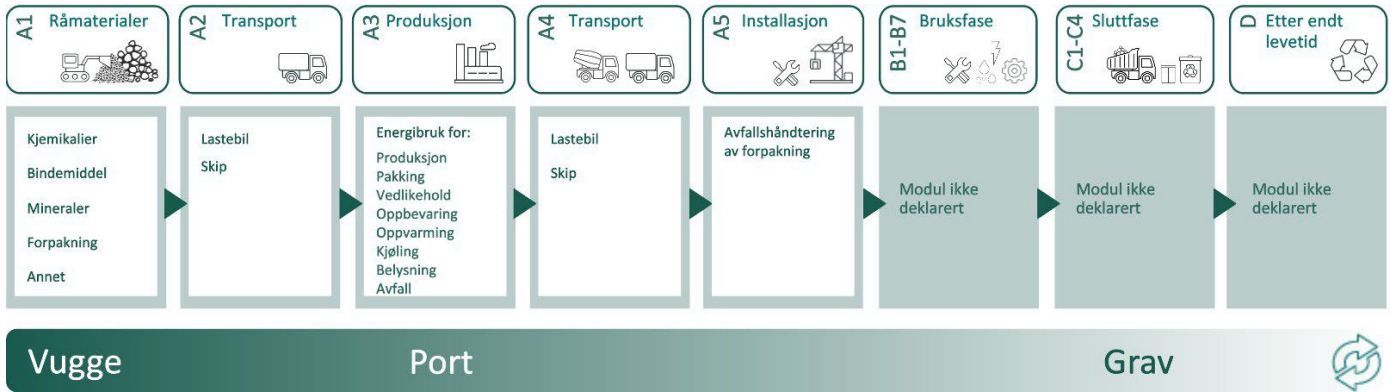 A1 Råmaterialer
A2 Transport
A3 Produksjon
A4 Transport
A5 Installasjon
B1-B7 Bruksfase
C1-C4 Sluttfase
D Etter endt
levetid
Kjemikalier
Bindemiddel
Mineraler
Forpakning
Annet
Lastebil
Skip
Energibruk for:
Produksjon
Pakking
Vedlikehold
Oppbevaring
Oppvarming
Kjøling
Belysning
Avfall
Lastebil
Skip
Avfallshåndtering
av forpakning
Modul ikke
deklarert
Modul ikke
deklarert
Modul ikke
deklarert
Vugge
Port
Grav